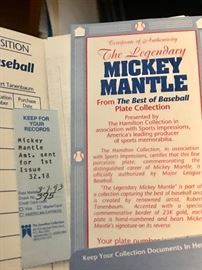 OSITION
aseball
ert Tanenbaum
Purchase
Date
KEEP FOR
YOUR
RECORDS
Mickey
Mantle
Amt. sent
for 1st
Issue
32.18
Certificate of Authenticity
The Legendary
MICKEY
MANTLE
From The Best of Baseball
Plate Collection
Presented by
The Hamilton Collection in
association with Sports Impressions,
America's leading producer
of sports memorabilia.
The Hamilton Collection, in association
with Sports Impressions, certifies that this
porcelain plate, commemorating the
distinguished career of Mickey Mantle, is
officially authorized by Major League
Baseball.
"The Legendary Mickey Mantle" is part of
a collection capturing the best of baseball and
is created by renowned artist, Robert
Tanenbaum. Accented with a
commemorative border of 23K gold, each
plate is hand-numbered and bears Mickey
Mantle's signature on its reverse.
Your plate number
Keep Your Collection Documents In He